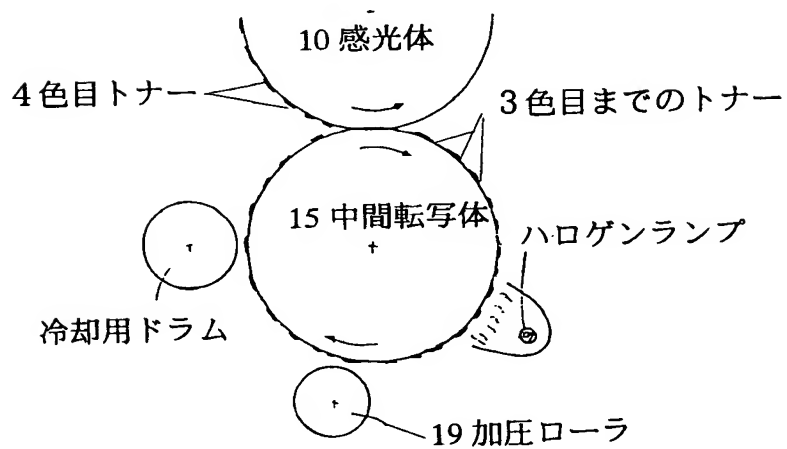 10 感光体
4色目トナー
3色目までのトナー
15 中間転写体
ハロゲンランプ
冷却用ドラム
19 加圧ローラ